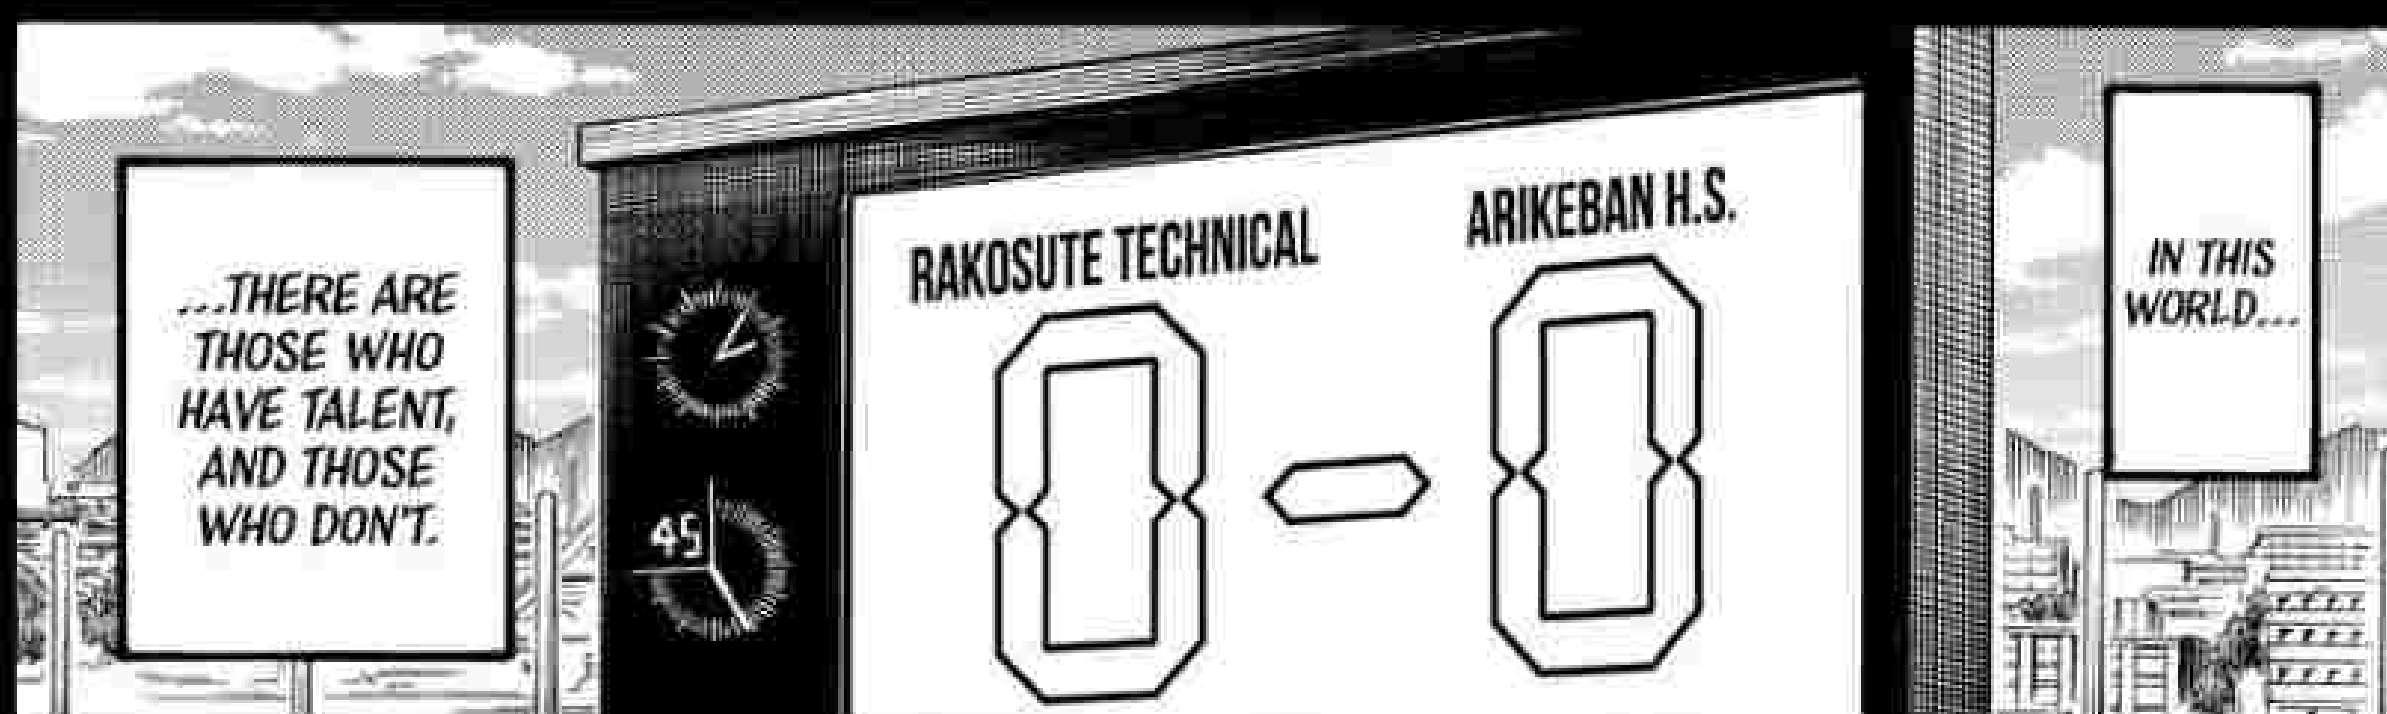 IN THIS
WORLD...
ARIKEBAN H.S.
RAKOSUTE TECHNICAL
0-0
45
...THERE ARE
THOSE WHO
HAVE TALENT,
AND THOSE
WHO DON'T.